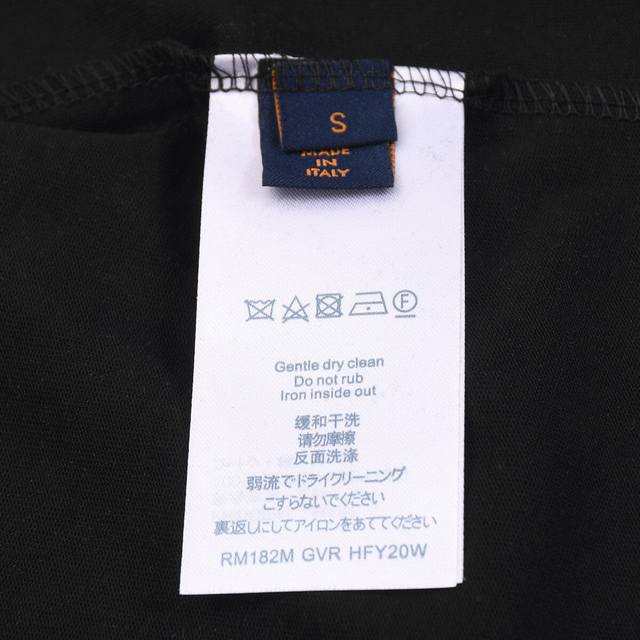 S
MADE
IN
ITALY
F
Gentle dry clean
Do not rub
Iron inside out
缓和干洗
请勿摩擦
反面洗涤
弱流でドライクリーニング
こすらないでください
裏返しにしてアイロンをあててください
RM182M GVR HFY20W